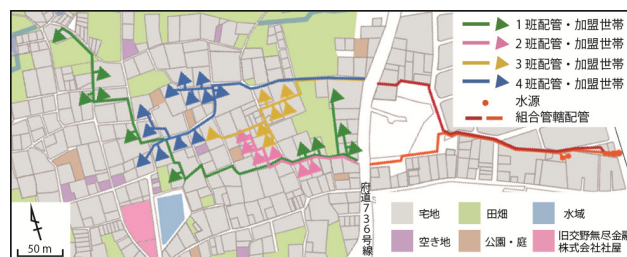 1班配管・加盟世帯
2班配管・加盟世帯
3班配管・加盟世帯
4班配管・加盟世帯
水源
組合管轄配管
府道736号線
宅地
田畑
水域
空き地
公園・庭
旧交野無尽金融
株式会社社屋
50 m